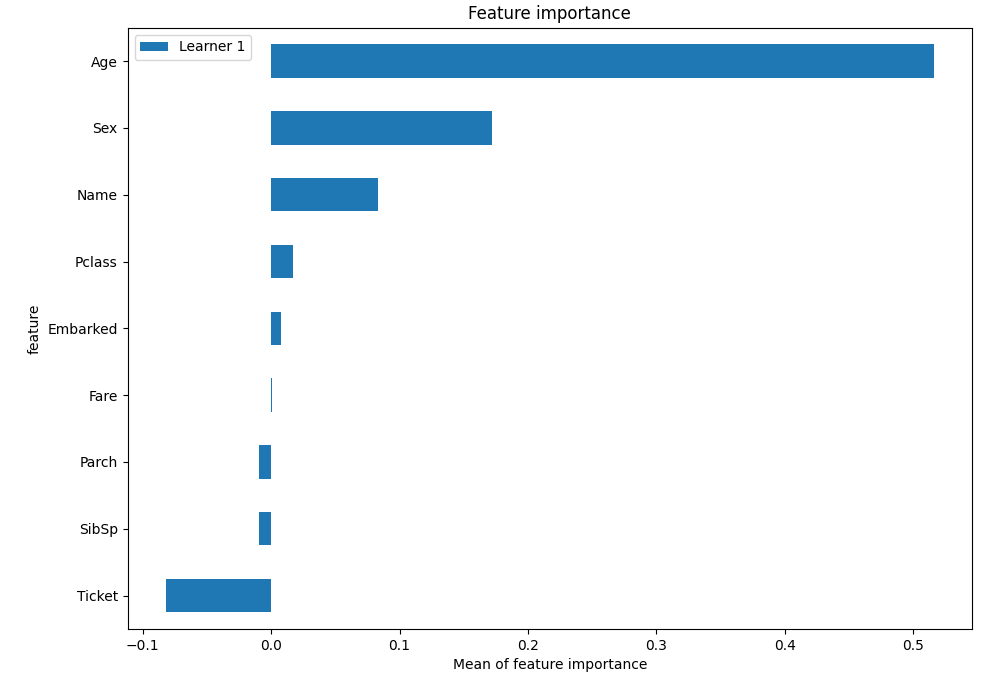 Feature importance
Learner 1
Age
Sex
Name
Pclass
Embarked
Fare
Parch
SibSp
Ticket
feature
−0.1 0.0 0.1 0.2 0.3 0.4 0.5
Mean of feature importance